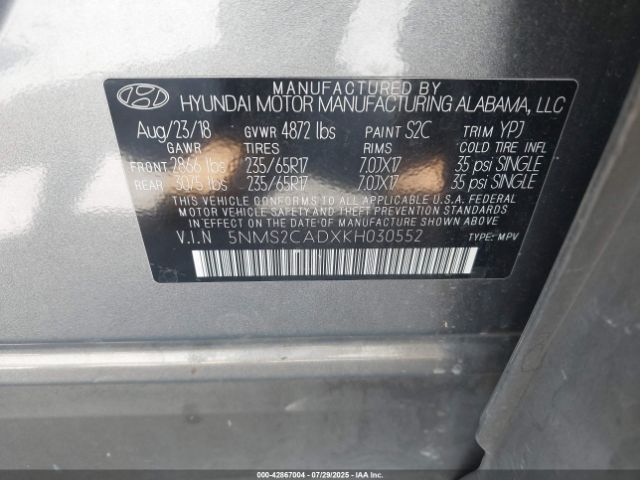 MANUFACTURED BY
HYUNDAI MOTOR MANUFACTURING ALABAMA, LLC
Aug/23/18 GVWR 4872 lbs PAINT S2C TRIM YPJ
GAWR TIRES RIMS COLD TIRE INFL
FRONT 2866 lbs 235/65R17 7.0JX17 35 psi SINGLE
REAR 3075 lbs 235/65R17 7.0JX17 35 psi SINGLE
THIS VEHICLE CONFORMS TO ALL APPLICABLE U.S.A. FEDERAL
MOTOR VEHICLE SAFETY, BUMPER, AND THEFT PREVENTION STANDARDS
IN EFFECT ON THE DATE OF MANUFACTURE SHOWN ABOVE.
V.I.N 5NMS2CADXKH030552 TYPE: MPV
000-42867004 | 07/29/2025 | IAAI.COM